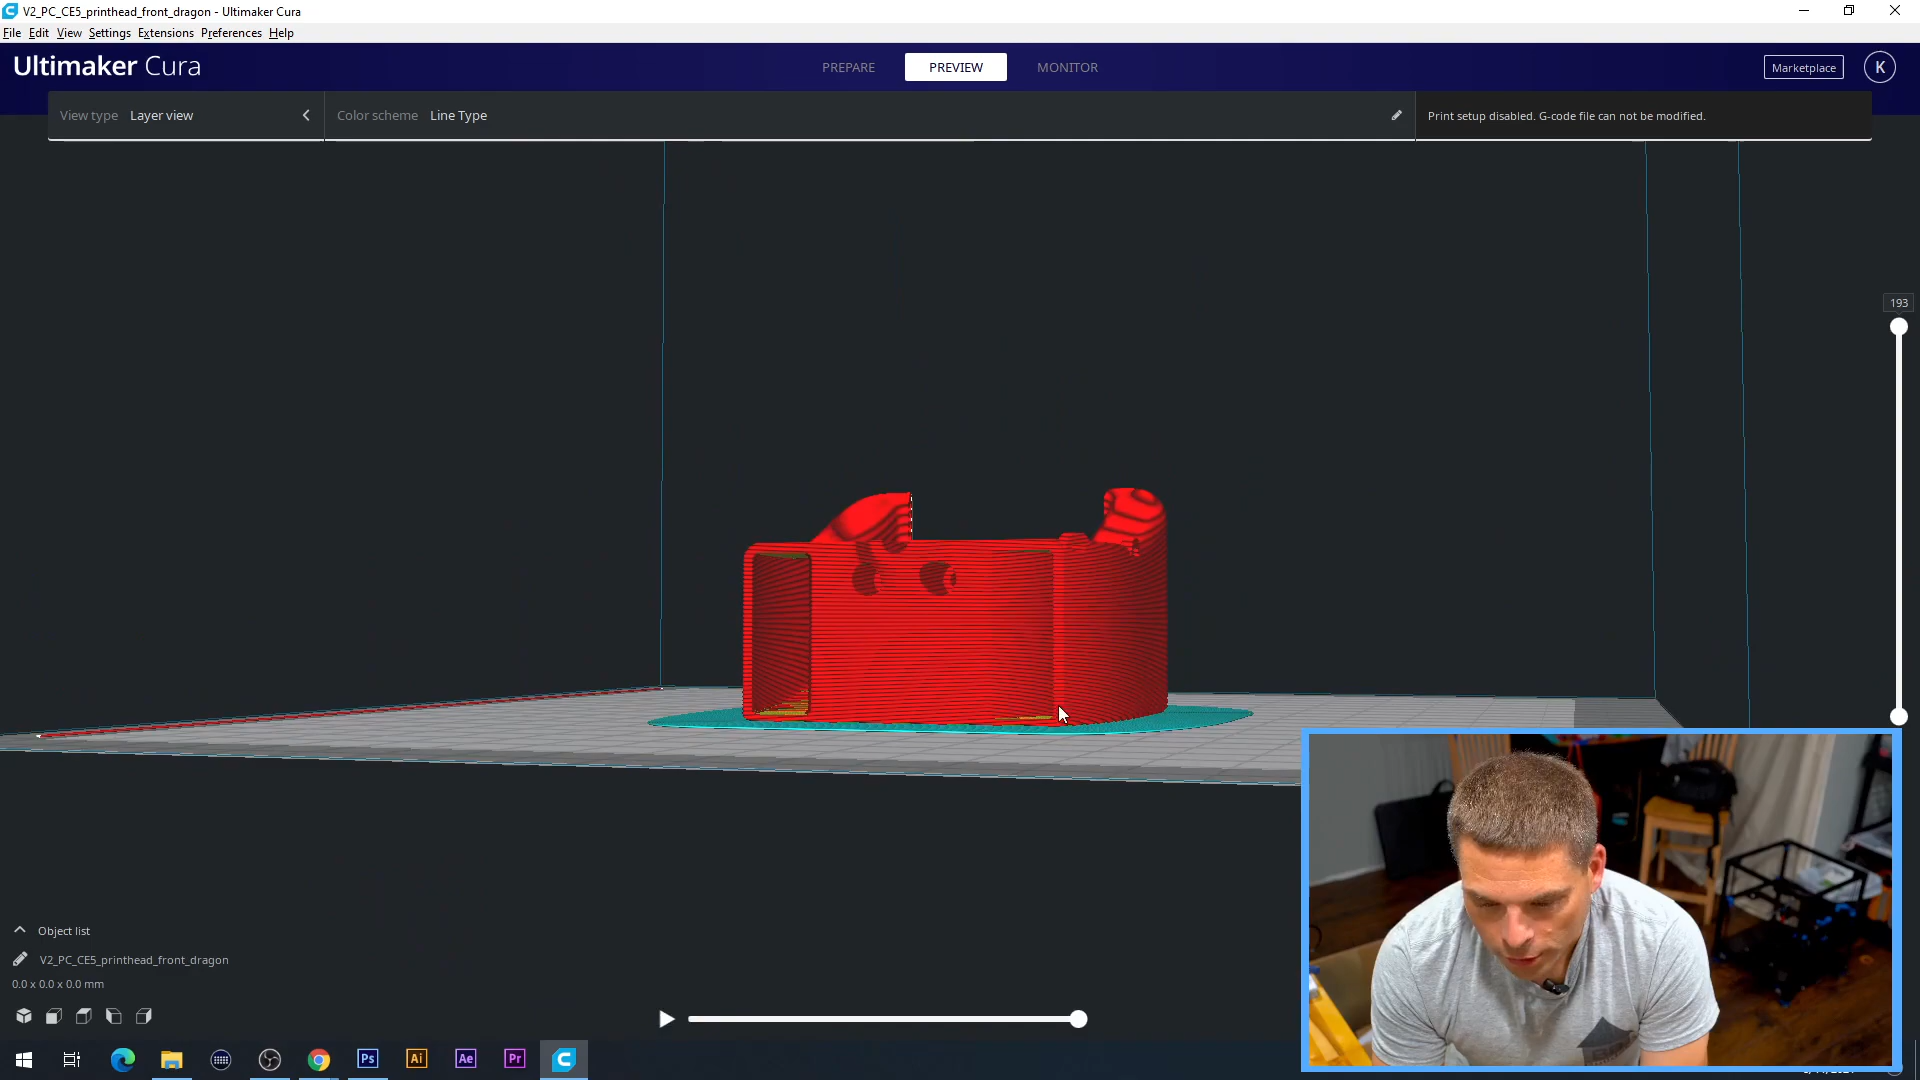 V2_PC_CE5_printhead_front_dragon - Ultimaker Cura
File Edit View Settings Extensions Preferences Help
Ultimaker Cura
PREPARE PREVIEW MONITOR
Marketplace K
View type Layer view
Color scheme Line Type
Print setup disabled. G-code file can not be modified.
193
Object list
V2_PC_CE5_printhead_front_dragon
0.0 x 0.0 x 0.0 mm
Ps Ai Ae Pr